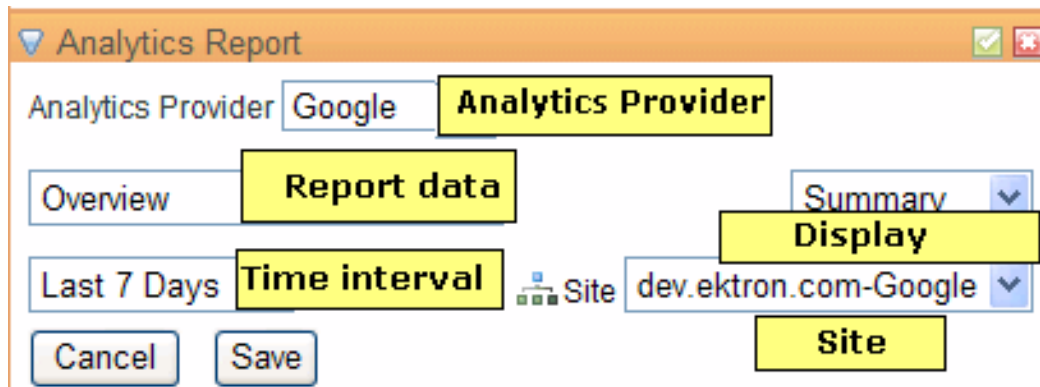 Analytics Report
Analytics Provider Google Analytics Provider
Overview Report data Summary
Display
Last 7 Days Time interval Site dev.ektron.com-Google
Cancel Save Site